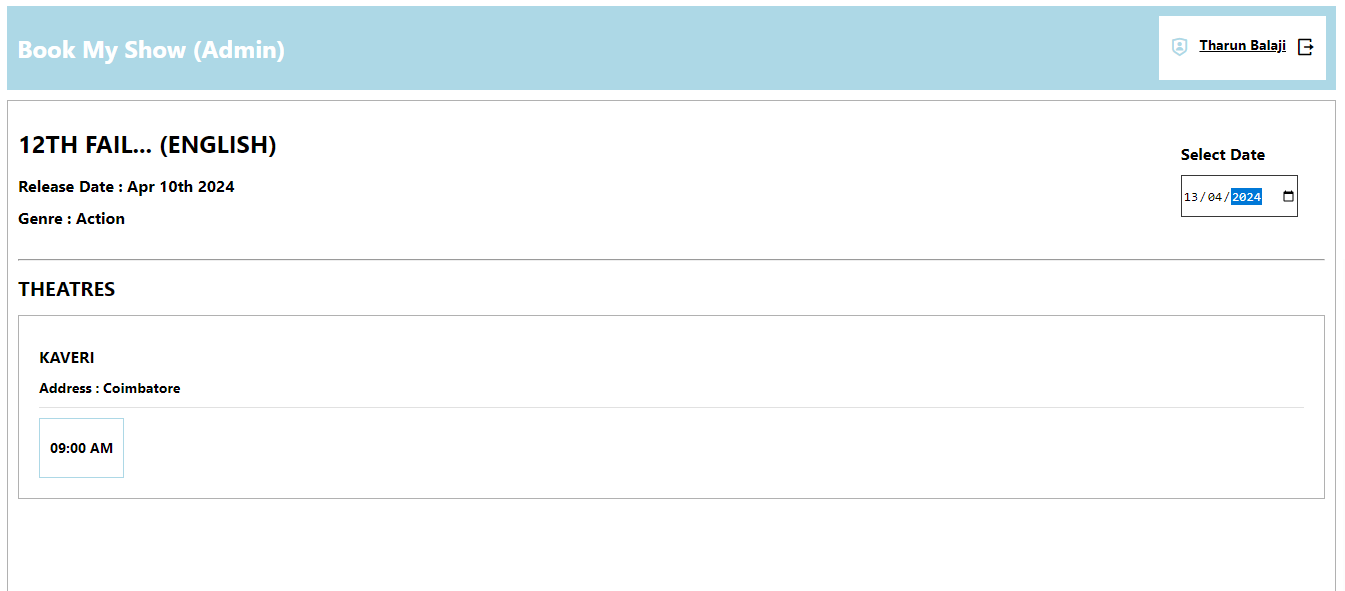 Book My Show (Admin)
Tharun Balaji
12TH FAIL... (ENGLISH)
Release Date : Apr 10th 2024
Genre : Action
Select Date
13/04/2024
THEATRES
KAVERI
Address : Coimbatore
09:00 AM